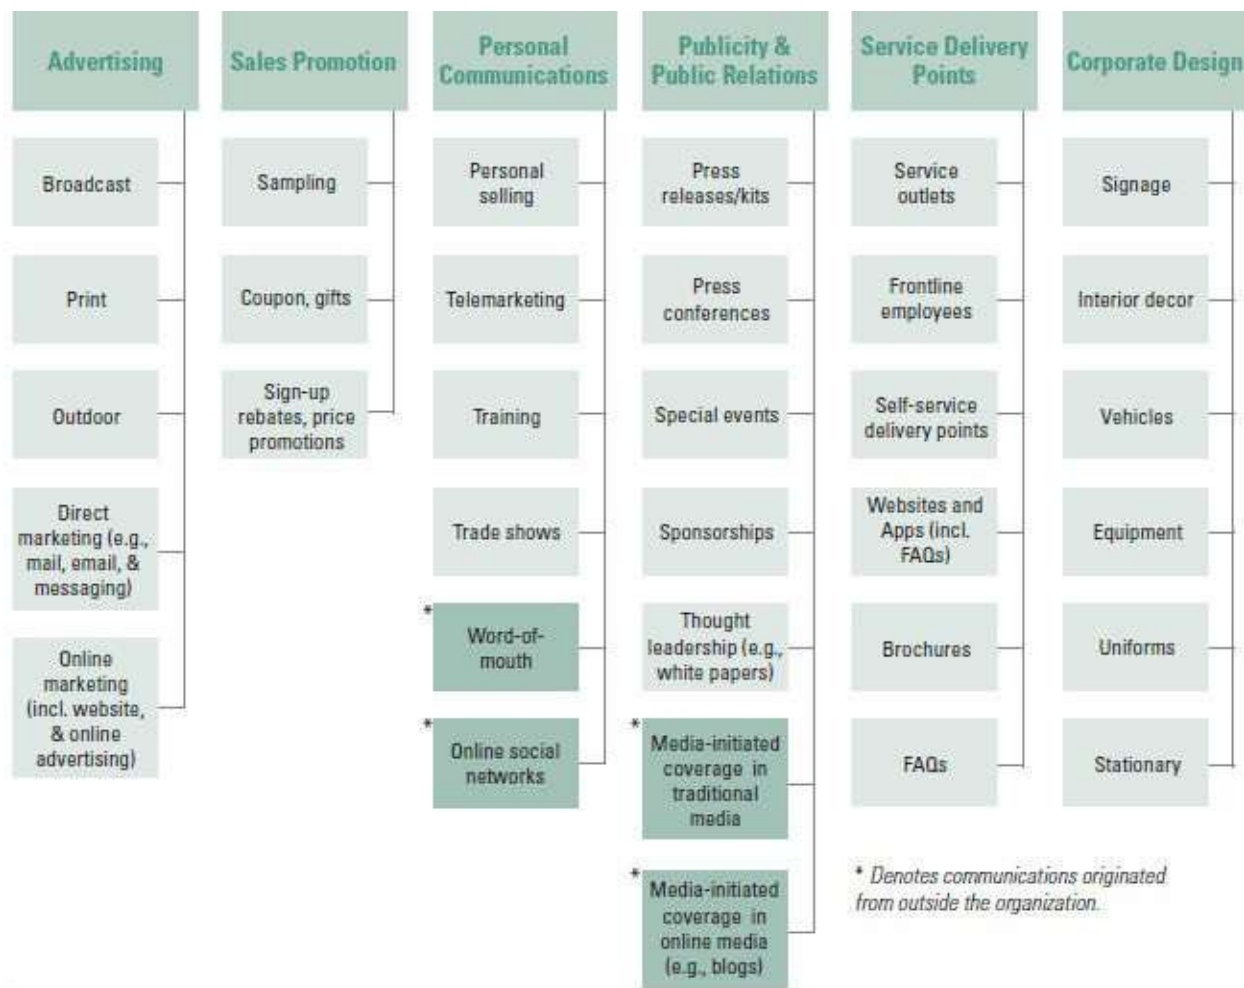 Advertising
Sales Promotion
Personal
Communications
Publicity &
Public Relations
Service Delivery
Points
Corporate Design
Broadcast
Print
Outdoor
Direct
marketing (e.g.,
mail, email, &
messaging)
Online
marketing
(incl. website,
& online
advertising)
Sampling
Coupon, gifts
Sign-up
rebates, price
promotions
Personal
selling
Telemarketing
Training
Trade shows
*
Word-of-
mouth
*
Online social
networks
Press
releases/kits
Press
conferences
Special events
Sponsorships
Thought
leadership (e.g.,
white papers)
*
Media-initiated
coverage in
traditional
media
*
Media-initiated
coverage in
online media
(e.g., blogs)
Service
outlets
Frontline
employees
Self-service
delivery points
Websites and
Apps (incl.
FAQs)
Brochures
FAQs
Signage
Interior decor
Vehicles
Equipment
Uniforms
Stationary
* Denotes communications originated
from outside the organization.